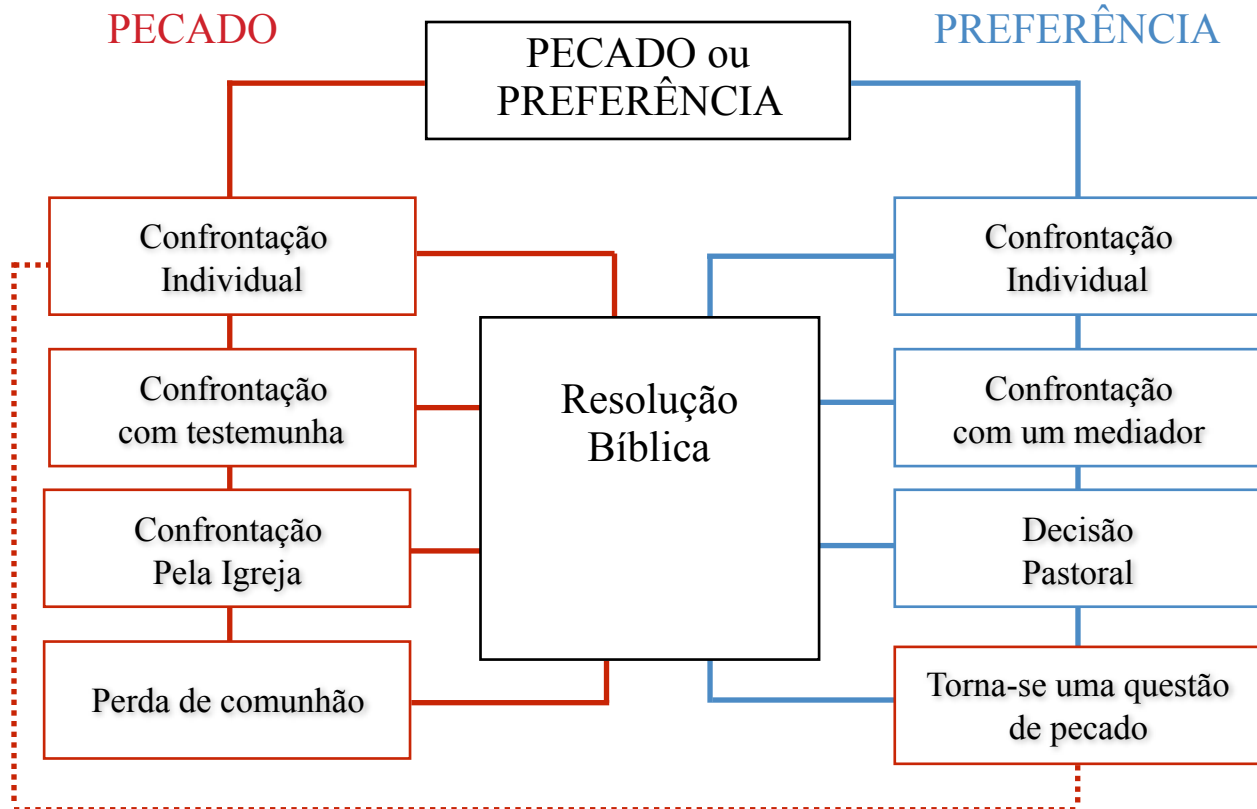 PECADO
PREFERÊNCIA
PECADO ou
PREFERÊNCIA
Confrontação
Individual
Confrontação
com testemunha
Confrontação
Pela Igreja
Perda de comunhão
Resolução
Bíblica
Confrontação
Individual
Confrontação
com um mediador
Decisão
Pastoral
Torna-se uma questão
de pecado